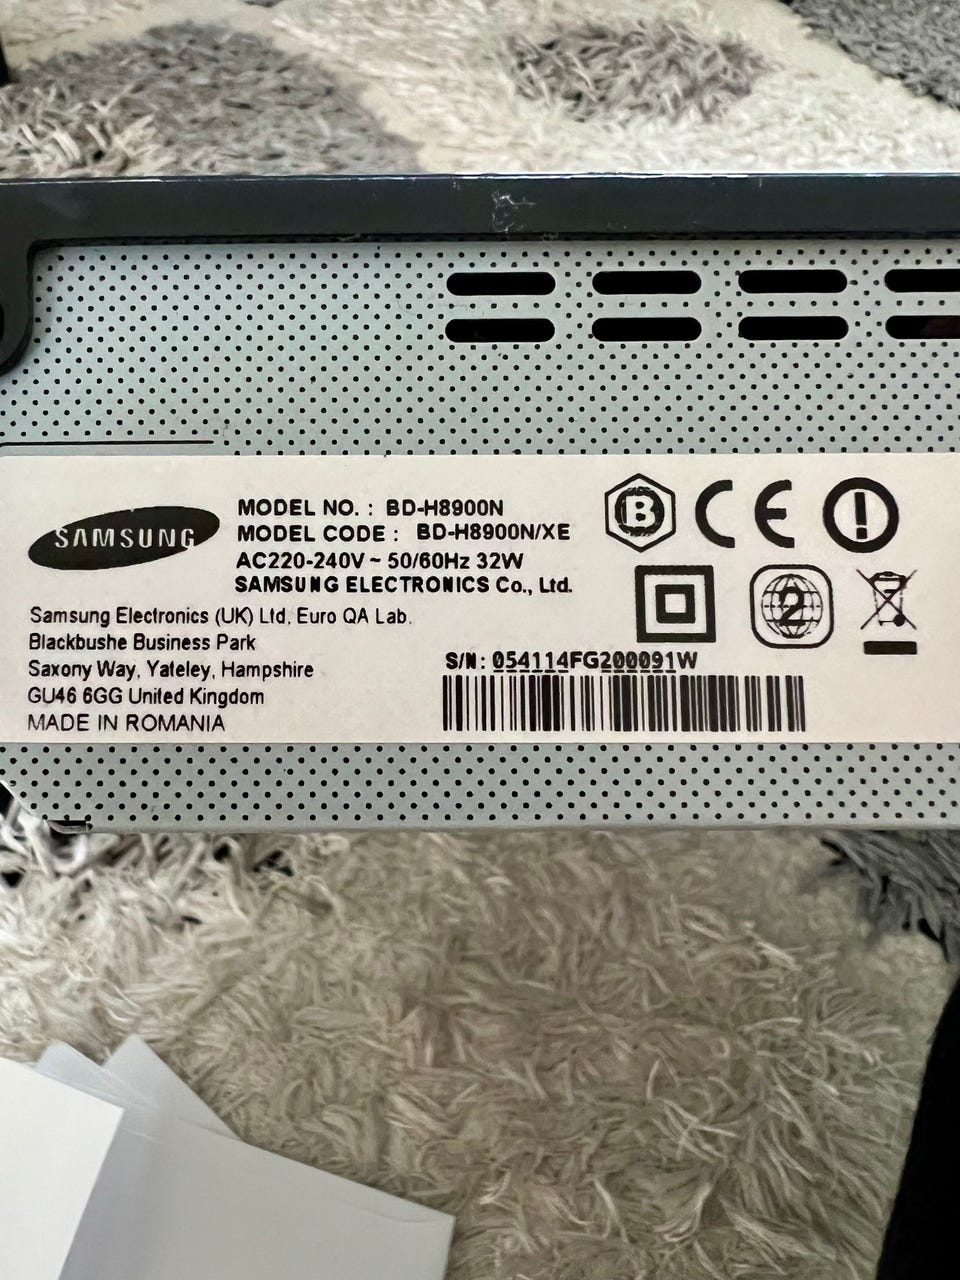 SAMSUNG
MODEL NO. : BD-H8900N
MODEL CODE : BD-H8900N/XE
AC220-240V ~ 50/60Hz 32W
SAMSUNG ELECTRONICS Co., Ltd.
Samsung Electronics (UK) Ltd, Euro QA Lab.
Blackbushe Business Park
Saxony Way, Yateley, Hampshire
GU46 6GG United Kingdom
MADE IN ROMANIA
B CE !
2
S/N: 054114FG200091W